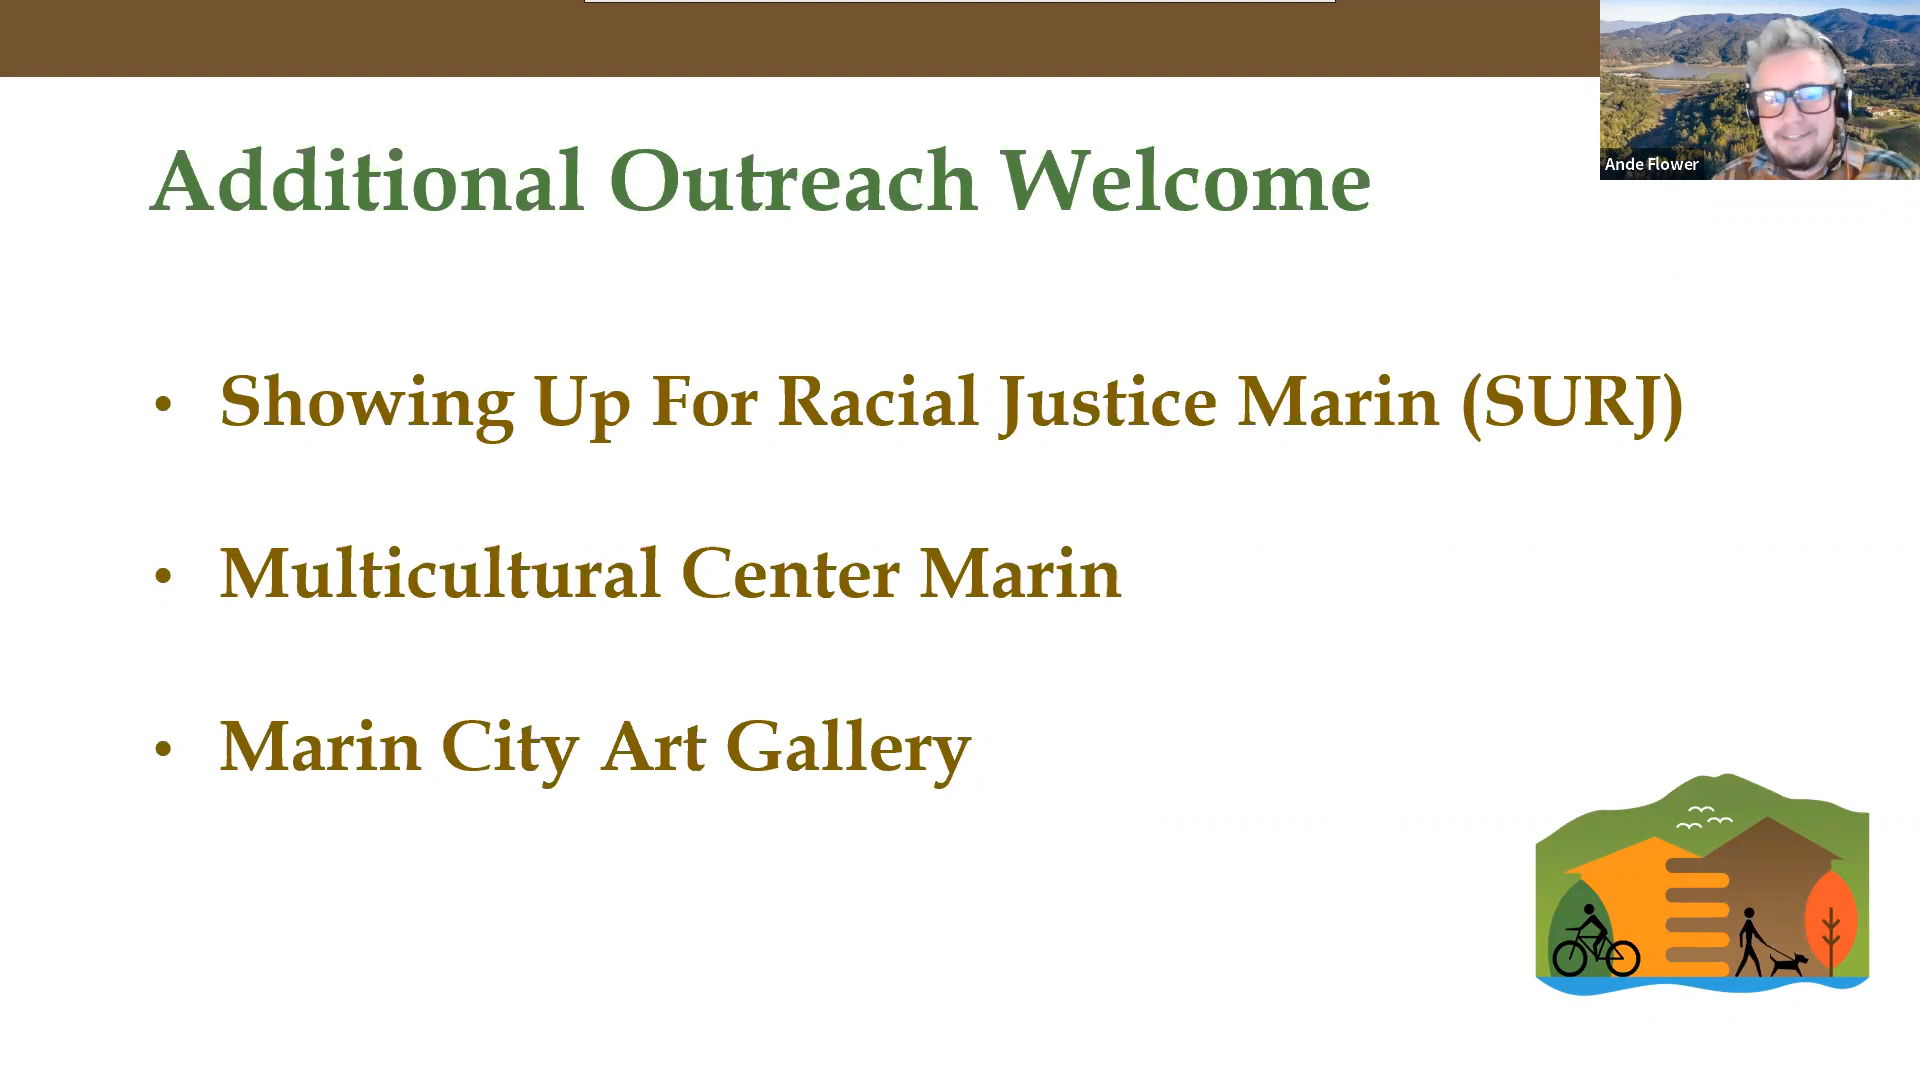 Additional Outreach Welcome
Ande Flower
• Showing Up For Racial Justice Marin (SURJ)
• Multicultural Center Marin
• Marin City Art Gallery